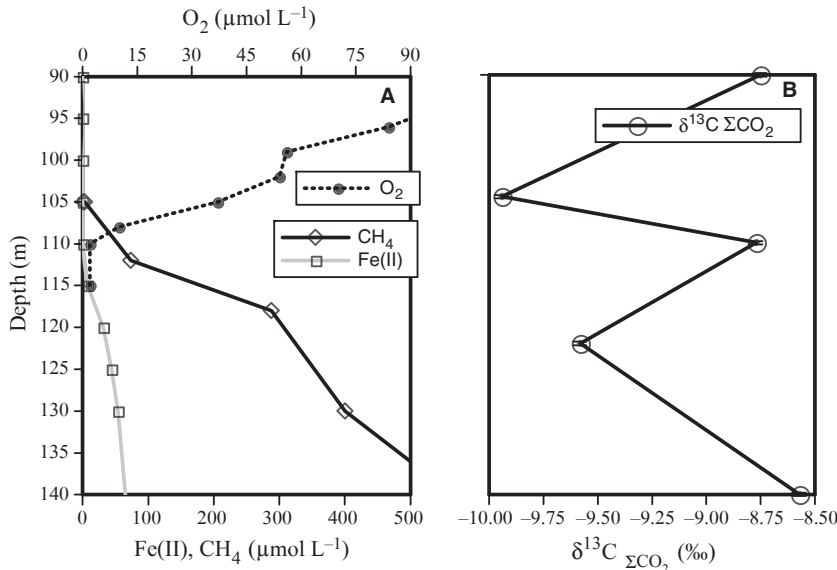 O₂ (μmol L⁻¹)
0 15 30 45 60 75 90
A
90
95
100
105
110
115
120
125
130
135
140
Depth (m)
O₂
CH₄
Fe(II)
0 100 200 300 400 500
Fe(II), CH₄ (μmol L⁻¹)
B
δ¹³C ΣCO₂
–10.00 –9.75 –9.50 –9.25 –9.00 –8.75 –8.50
δ¹³C ΣCO₂ (‰)